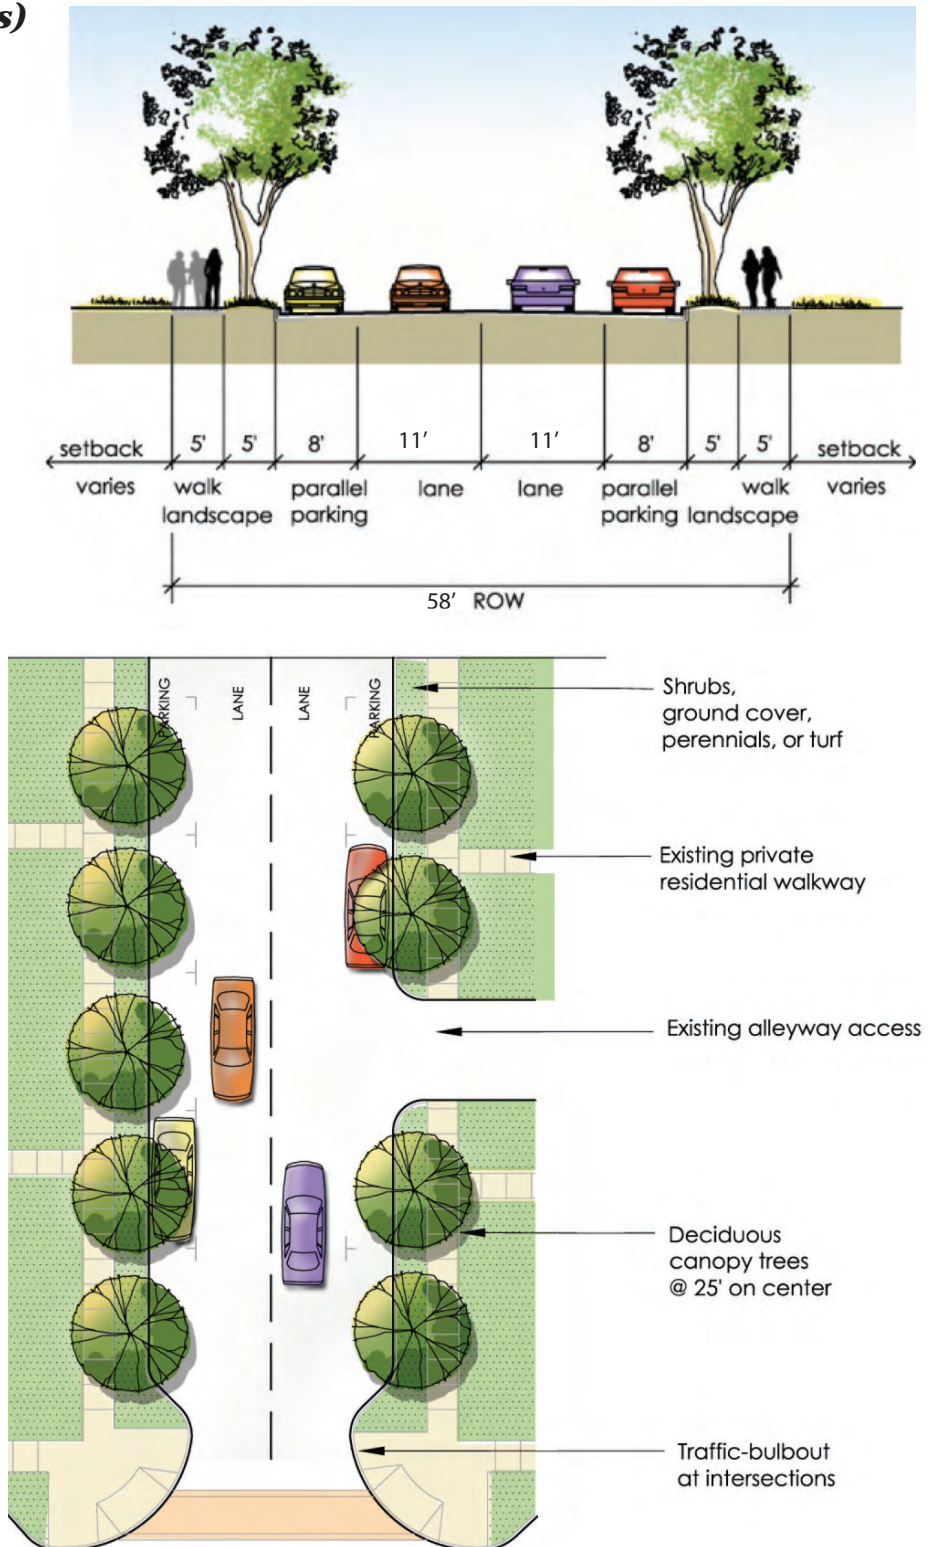 s)
5' 5' 8' 11' 11' 8' 5' 5'
setback setback
varies walk parallel lane lane parallel walk varies
landscape parking parking landscape
58' ROW
PARKING LANE LANE PARKING
Shrubs,
ground cover,
perennials, or turf
Existing private
residential walkway
Existing alleyway access
Deciduous
canopy trees
@ 25' on center
Traffic-bulbout
at intersections